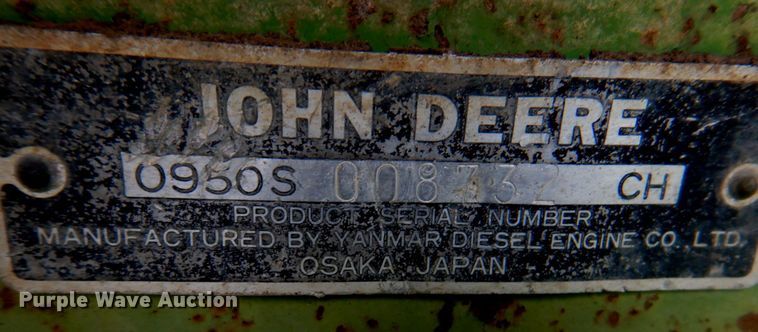 JOHN DEERE
0950S 008732 CH
PRODUCT SERIAL NUMBER
MANUFACTURED BY YANMAR DIESEL ENGINE CO., LTD.
OSAKA JAPAN
Purple Wave Auction